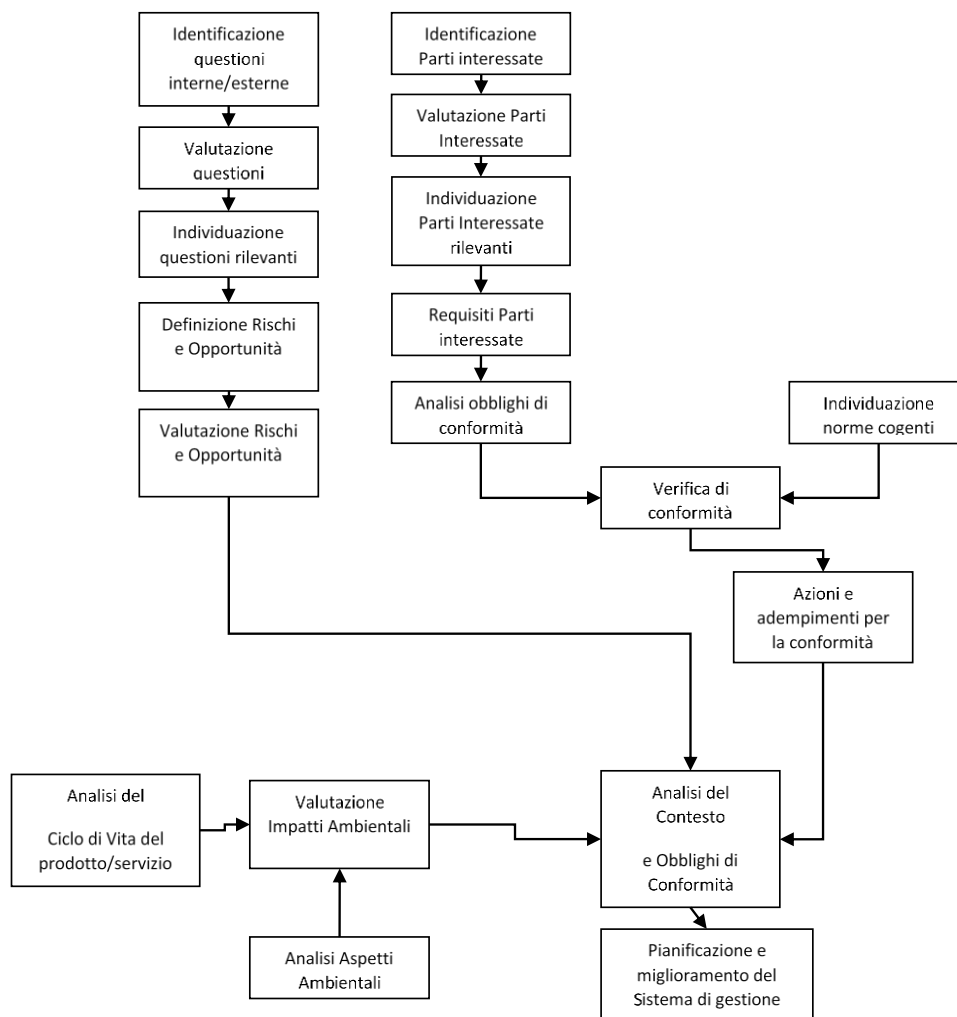 Identificazione
questioni
interne/esterne
Valutazione
questioni
Individuazione
questioni rilevanti
Definizione Rischi
e Opportunità
Valutazione Rischi
e Opportunità
Identificazione
Parti interessate
Valutazione Parti
Interessate
Individuazione
Parti Interessate
rilevanti
Requisiti Parti
interessate
Analisi obblighi di
conformità
Individuazione
norme cogenti
Verifica di
conformità
Azioni e
adempimenti per
la conformità
Analisi del
Ciclo di Vita del
prodotto/servizio
Valutazione
Impatti Ambientali
Analisi Aspetti
Ambientali
Analisi del
Contesto
e Obblighi di
Conformità
Pianificazione e
miglioramento del
Sistema di gestione